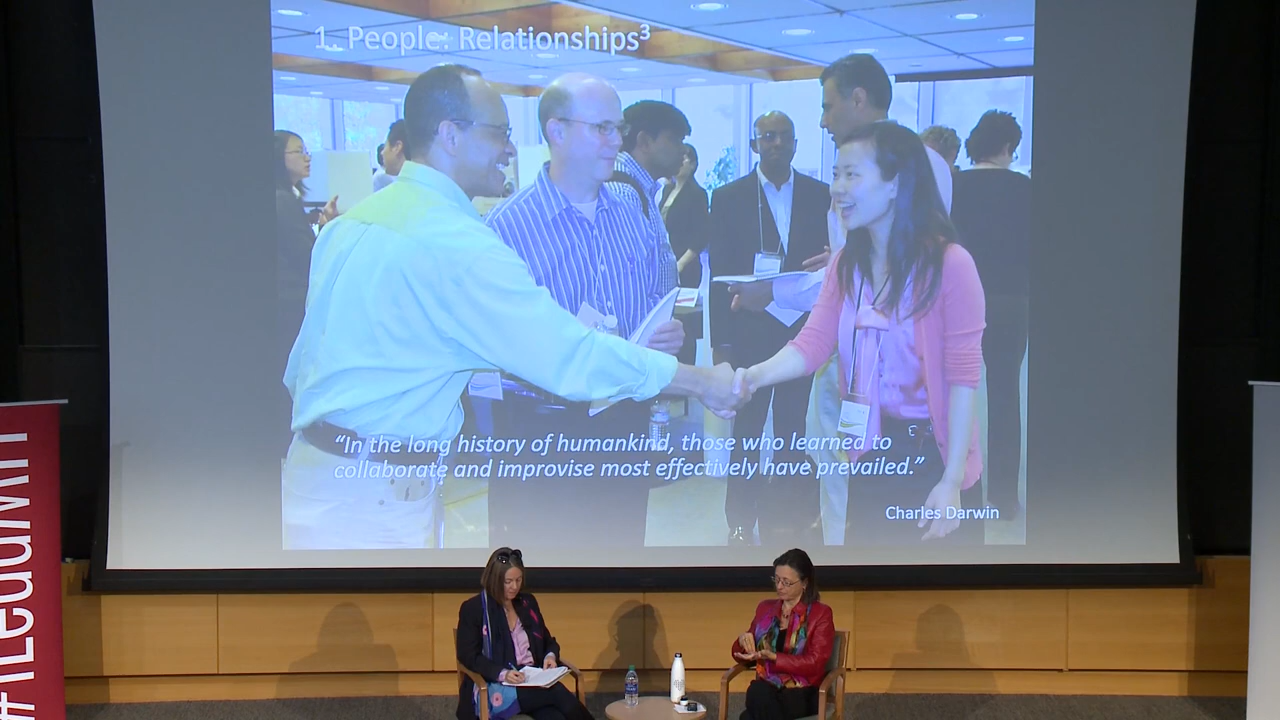 1. People: Relationships³
“In the long history of humankind, those who learned to
collaborate and improvise most effectively have prevailed.”
Charles Darwin